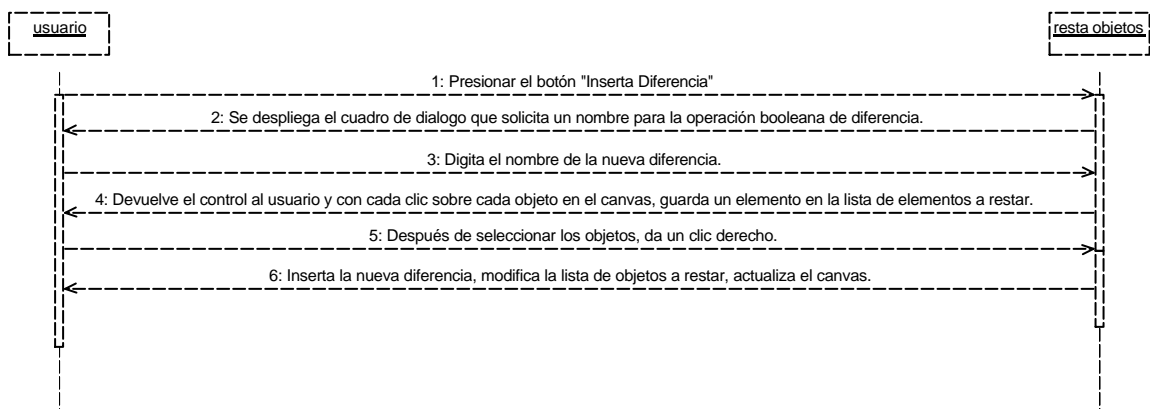 usuario
resta objetos
1: Presionar el botón "Inserta Diferencia"
2: Se despliega el cuadro de dialogo que solicita un nombre para la operación booleana de diferencia.
3: Digita el nombre de la nueva diferencia.
4: Devuelve el control al usuario y con cada clic sobre cada objeto en el canvas, guarda un elemento en la lista de elementos a restar.
5: Después de seleccionar los objetos, da un clic derecho.
6: Inserta la nueva diferencia, modifica la lista de objetos a restar, actualiza el canvas.